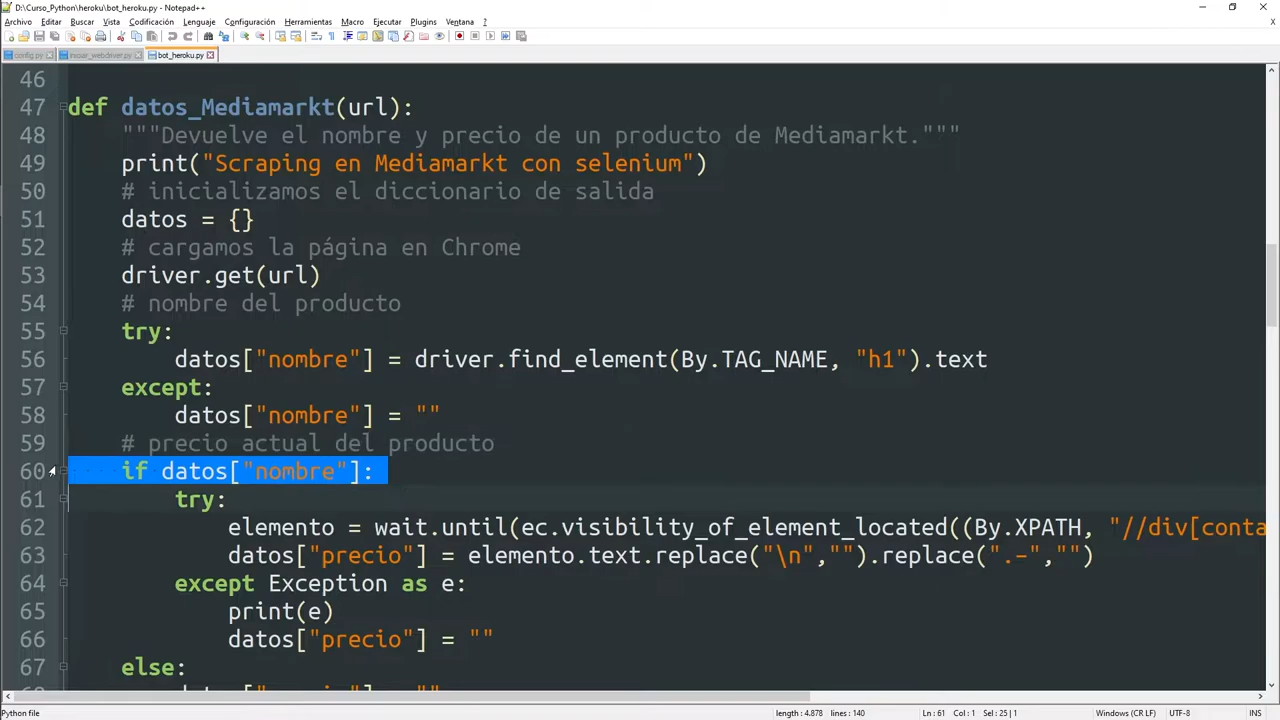 D:\Curso_Python\heroku\bot_heroku.py - Notepad++
Archivo Editar Buscar Vista Codificación Lenguaje Configuración Herramientas Macro Ejecutar Plugins Ventana ?
config.py bot_heroku.py
46
47 def datos_Mediamarkt(url):
48 """Devuelve el nombre y precio de un producto de Mediamarkt."""
49 print("Scraping en Mediamarkt con selenium")
50 # inicializamos el diccionario de salida
51 datos = {}
52 # cargamos la página en Chrome
53 driver.get(url)
54 # nombre del producto
55 try:
56 datos["nombre"] = driver.find_element(By.TAG_NAME, "h1").text
57 except:
58 datos["nombre"] = ""
59 # precio actual del producto
60 if datos["nombre"]:
61 try:
62 elemento = wait.until(ec.visibility_of_element_located((By.XPATH, "//div[conta
63 datos["precio"] = elemento.text.replace("\n","").replace(".–","")
64 except Exception as e:
65 print(e)
66 datos["precio"] = ""
67 else:
Python file length : 4.878 lines : 140 Ln : 61 Col : 1 Sel : 25 | 1 Windows (CR LF) UTF-8 INS